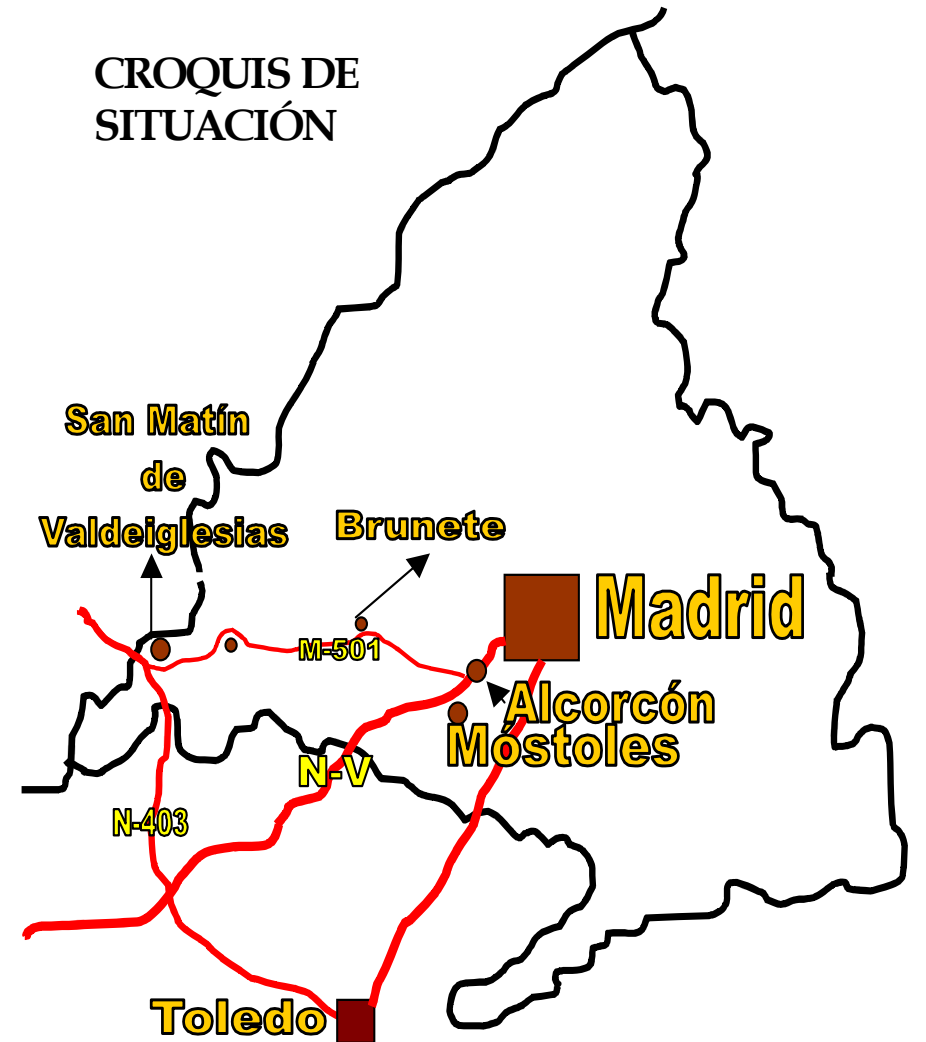 CROQUIS DE
SITUACIÓN
San Matín
de
Valdeiglesias
Brunete
Madrid
M-501
Alcorcón
Móstoles
N-V
N-403
Toledo